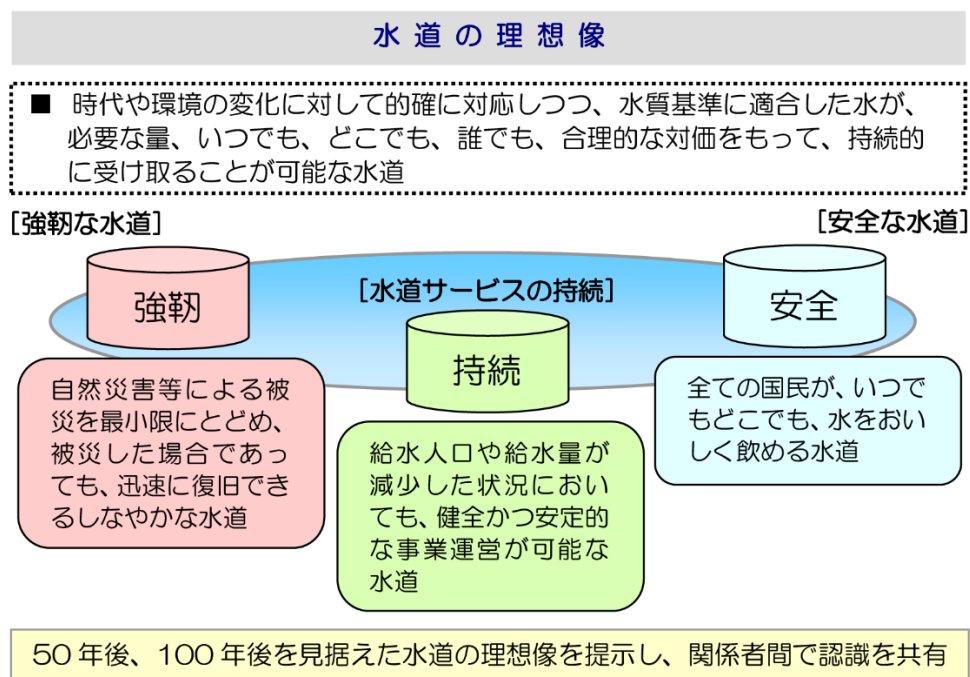 水道の理想像
■ 時代や環境の変化に対して的確に対応しつつ、水質基準に適合した水が、
必要な量、いつでも、どこでも、誰でも、合理的な対価をもって、持続的
に受け取ることが可能な水道
[強靭な水道]
[安全な水道]
[水道サービスの持続]
強靭
自然災害等による被
災を最小限にとどめ、
被災した場合であっ
ても、迅速に復旧でき
るしなやかな水道
持続
給水人口や給水量が
減少した状況におい
ても、健全かつ安定的
な事業運営が可能な
水道
安全
全ての国民が、いつで
もどこでも、水をおい
しく飲める水道
50年後、100年後を見据えた水道の理想像を提示し、関係者間で認識を共有